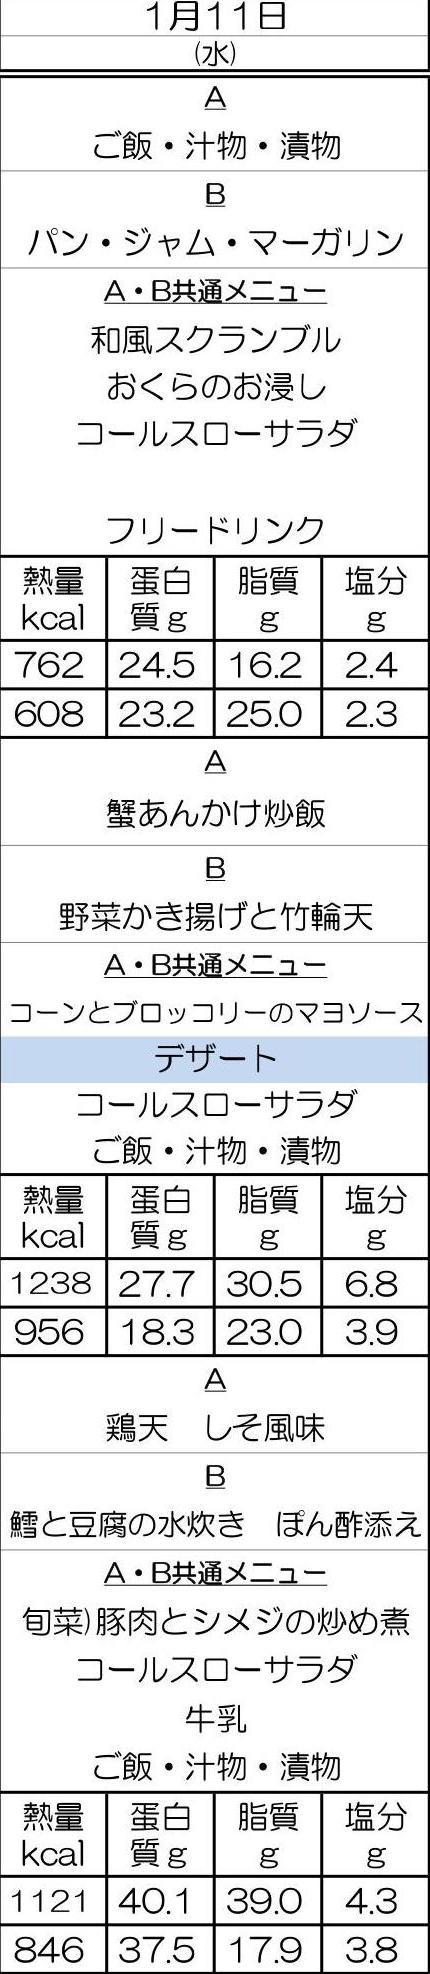 1月11日
(水)
A
ご飯・汁物・漬物
B
パン・ジャム・マーガリン
A・B共通メニュー
和風スクランブル
おくらのお浸し
コールスローサラダ
フリードリンク
熱量 蛋白 脂質 塩分
kcal 質g g g
762 24.5 16.2 2.4
608 23.2 25.0 2.3
A
蟹あんかけ炒飯
B
野菜かき揚げと竹輪天
A・B共通メニュー
コーンとブロッコリーのマヨソース
デザート
コールスローサラダ
ご飯・汁物・漬物
熱量 蛋白 脂質 塩分
kcal 質g g g
1238 27.7 30.5 6.8
956 18.3 23.0 3.9
A
鶏天　しそ風味
B
鱈と豆腐の水炊き　ぽん酢添え
A・B共通メニュー
旬菜)豚肉とシメジの炒め煮
コールスローサラダ
牛乳
ご飯・汁物・漬物
熱量 蛋白 脂質 塩分
kcal 質g g g
1121 40.1 39.0 4.3
846 37.5 17.9 3.8